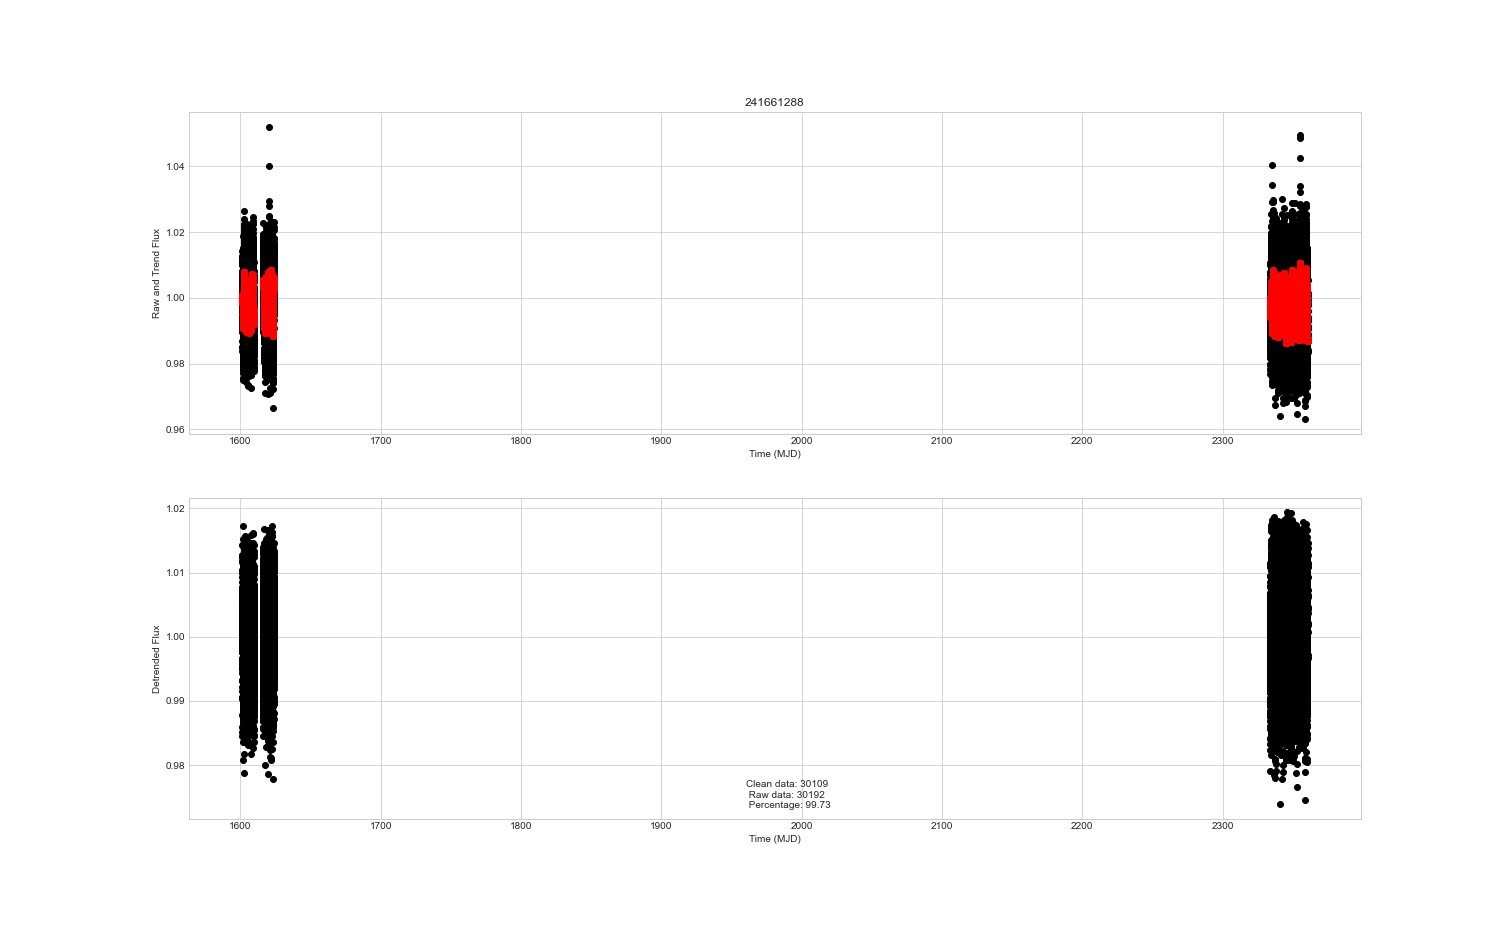 241661288
Raw and Trend Flux
1.04
1.02
1.00
0.98
0.96
1600 1700 1800 1900 2000 2100 2200 2300
Time (MJD)
Detrended Flux
1.02
1.01
1.00
0.99
0.98
Clean data: 30109
Raw data: 30192
Percentage: 99.73
1600 1700 1800 1900 2000 2100 2200 2300
Time (MJD)